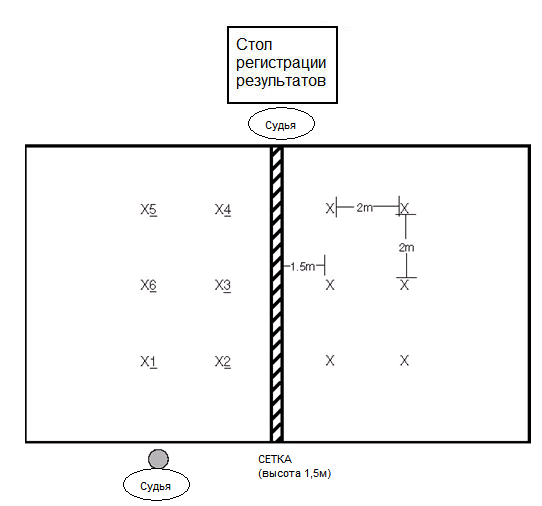 Стол
регистрации
результатов
Судья
X5 X4 X 2m X
2m
1.5m
X6 X3 X X
X1 X2 X X
СЕТКА
(высота 1,5м)
Судья